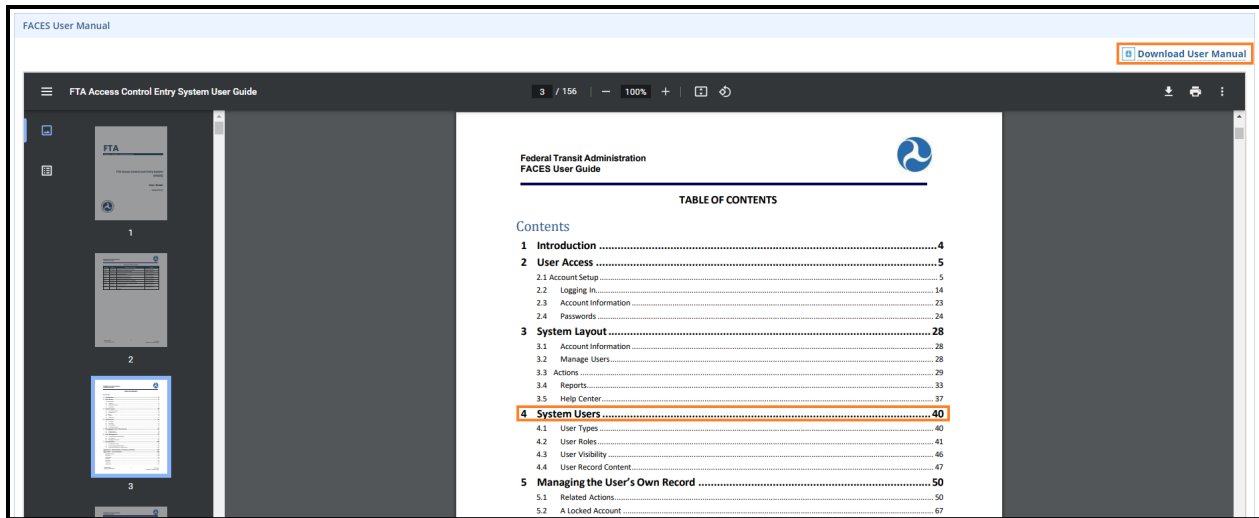 FACES User Manual
Download User Manual
FTA Access Control Entry System User Guide
3 / 156
100%
FTA
1
2
3
Federal Transit Administration
FACES User Guide
TABLE OF CONTENTS
Contents
1 Introduction ........ 4
2 User Access ........ 5
2.1 Account Setup ........ 5
2.2 Logging In ........ 14
2.3 Account Information ........ 23
2.4 Passwords ........ 24
3 System Layout ........ 28
3.1 Account Information ........ 28
3.2 Manage Users ........ 28
3.3 Actions ........ 29
3.4 Reports ........ 33
3.5 Help Center ........ 37
4 System Users ........ 40
4.1 User Types ........ 40
4.2 User Roles ........ 41
4.3 User Visibility ........ 46
4.4 User Record Content ........ 47
5 Managing the User's Own Record ........ 50
5.1 Related Actions ........ 50
5.2 A Locked Account ........ 67